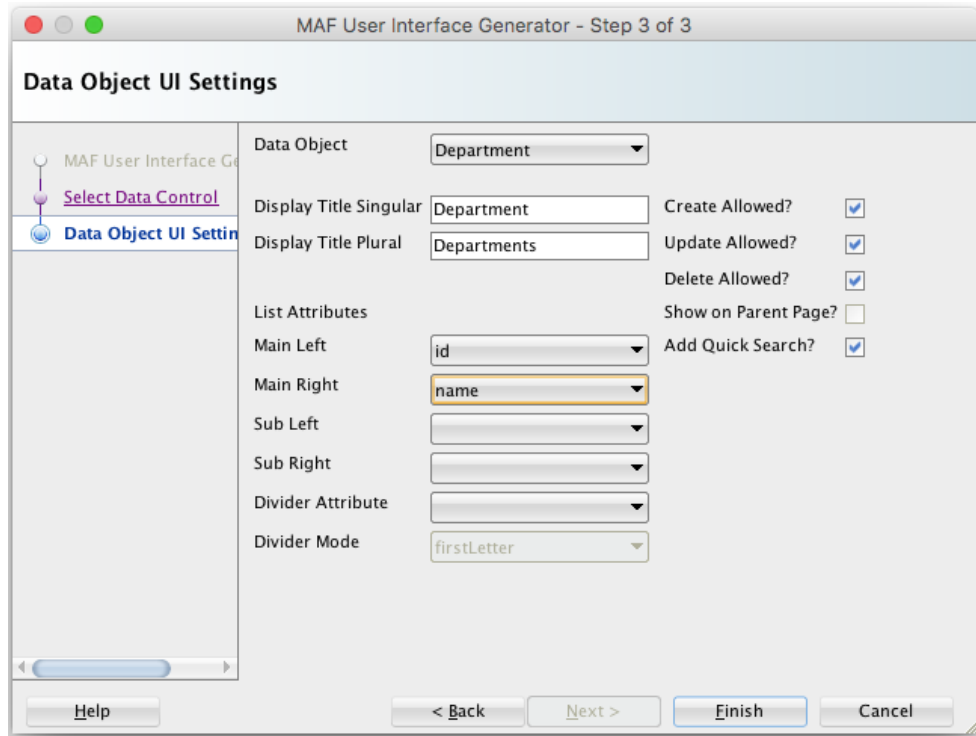 MAF User Interface Generator - Step 3 of 3
Data Object UI Settings
MAF User Interface Ge
Select Data Control
Data Object UI Settin
Data Object Department
Display Title Singular Department Create Allowed?
Display Title Plural Departments Update Allowed?
Delete Allowed?
List Attributes Show on Parent Page?
Main Left id Add Quick Search?
Main Right name
Sub Left
Sub Right
Divider Attribute
Divider Mode firstLetter
Help < Back Next > Finish Cancel